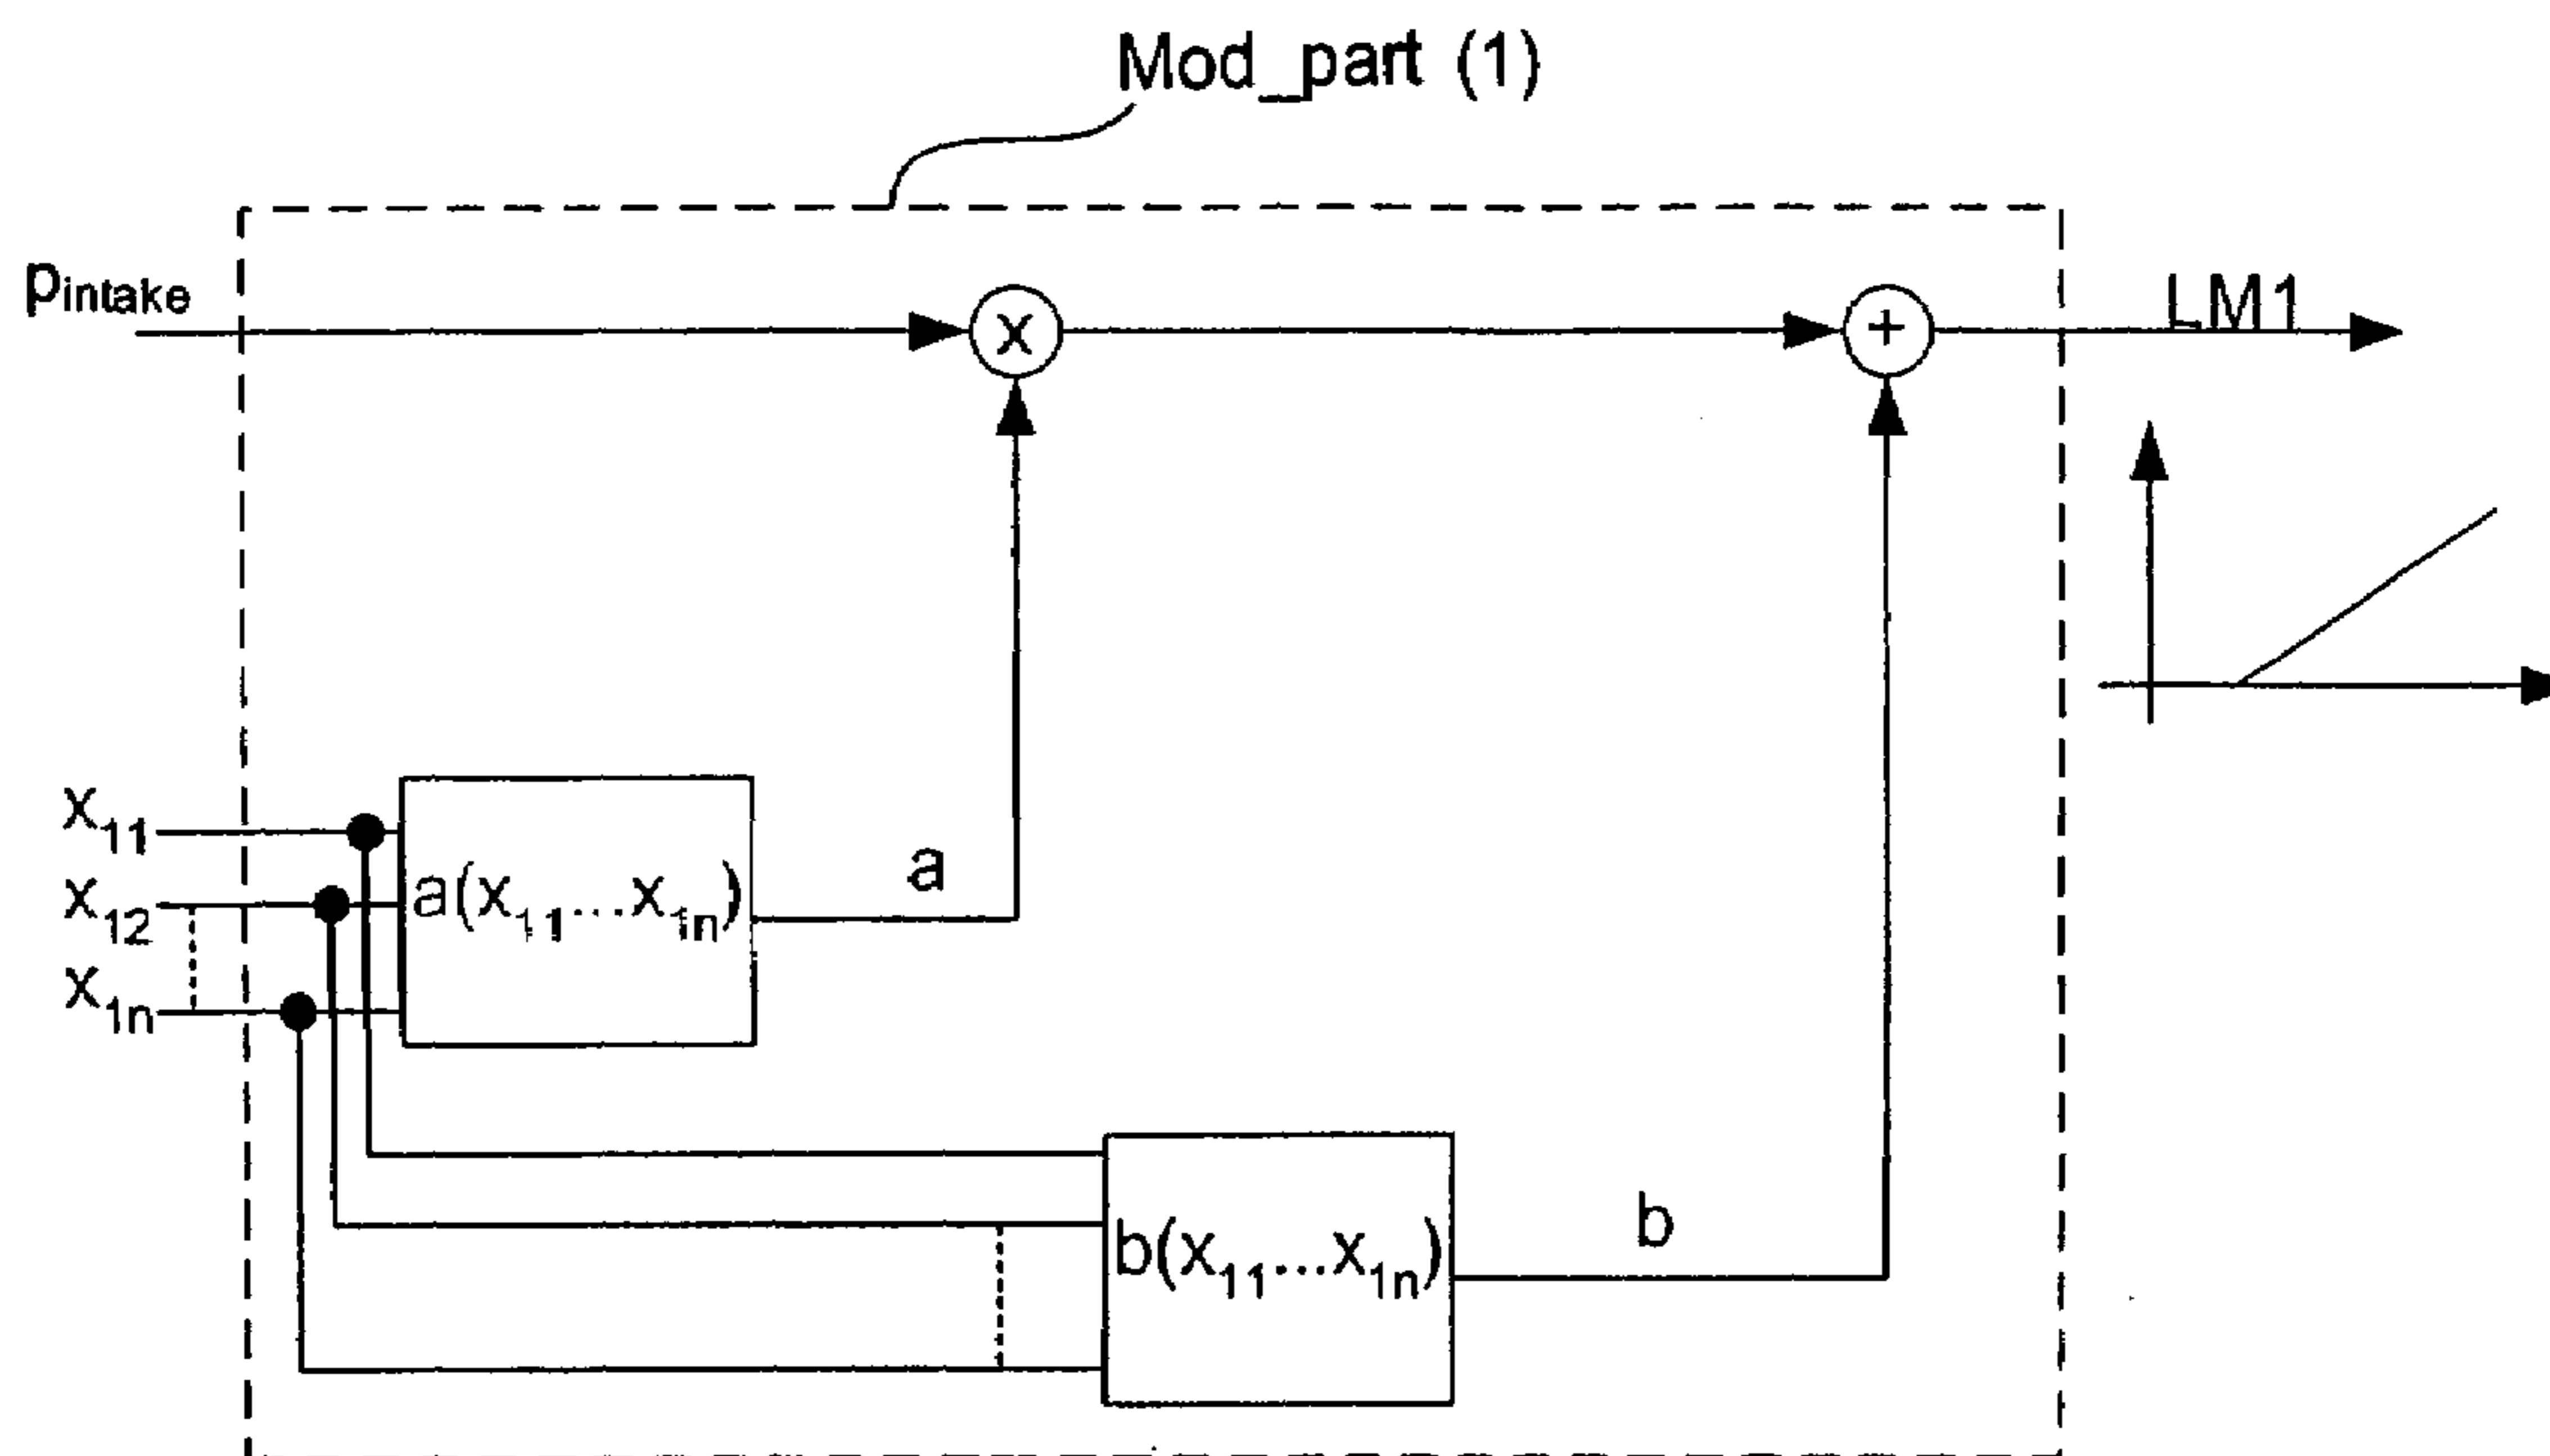 Mod_part (1)
pintake
x
+
LM1
x11
x12
x1n
a(x11...x1n)
a
b(x11...x1n)
b